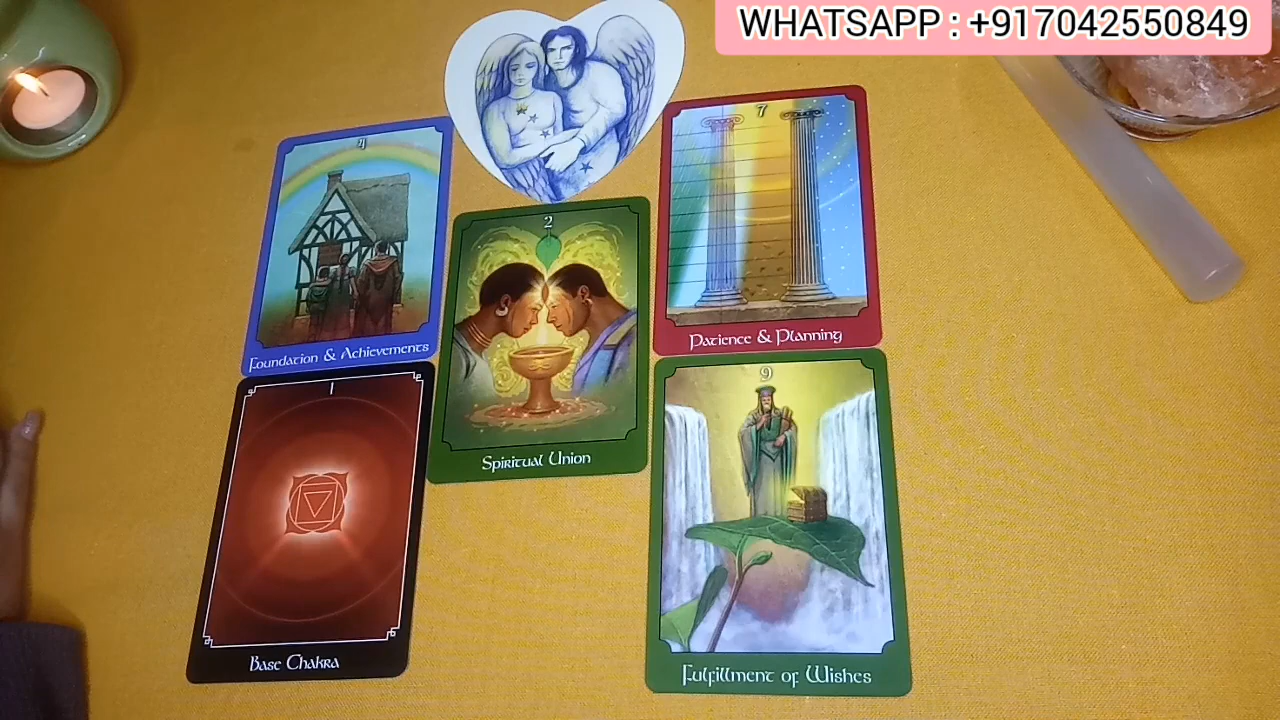 WHATSAPP : +917042550849
4
Foundation & Achievements
2
Spiritual Union
7
Patience & Planning
1
Base Chakra
9
Fulfillment of Wishes